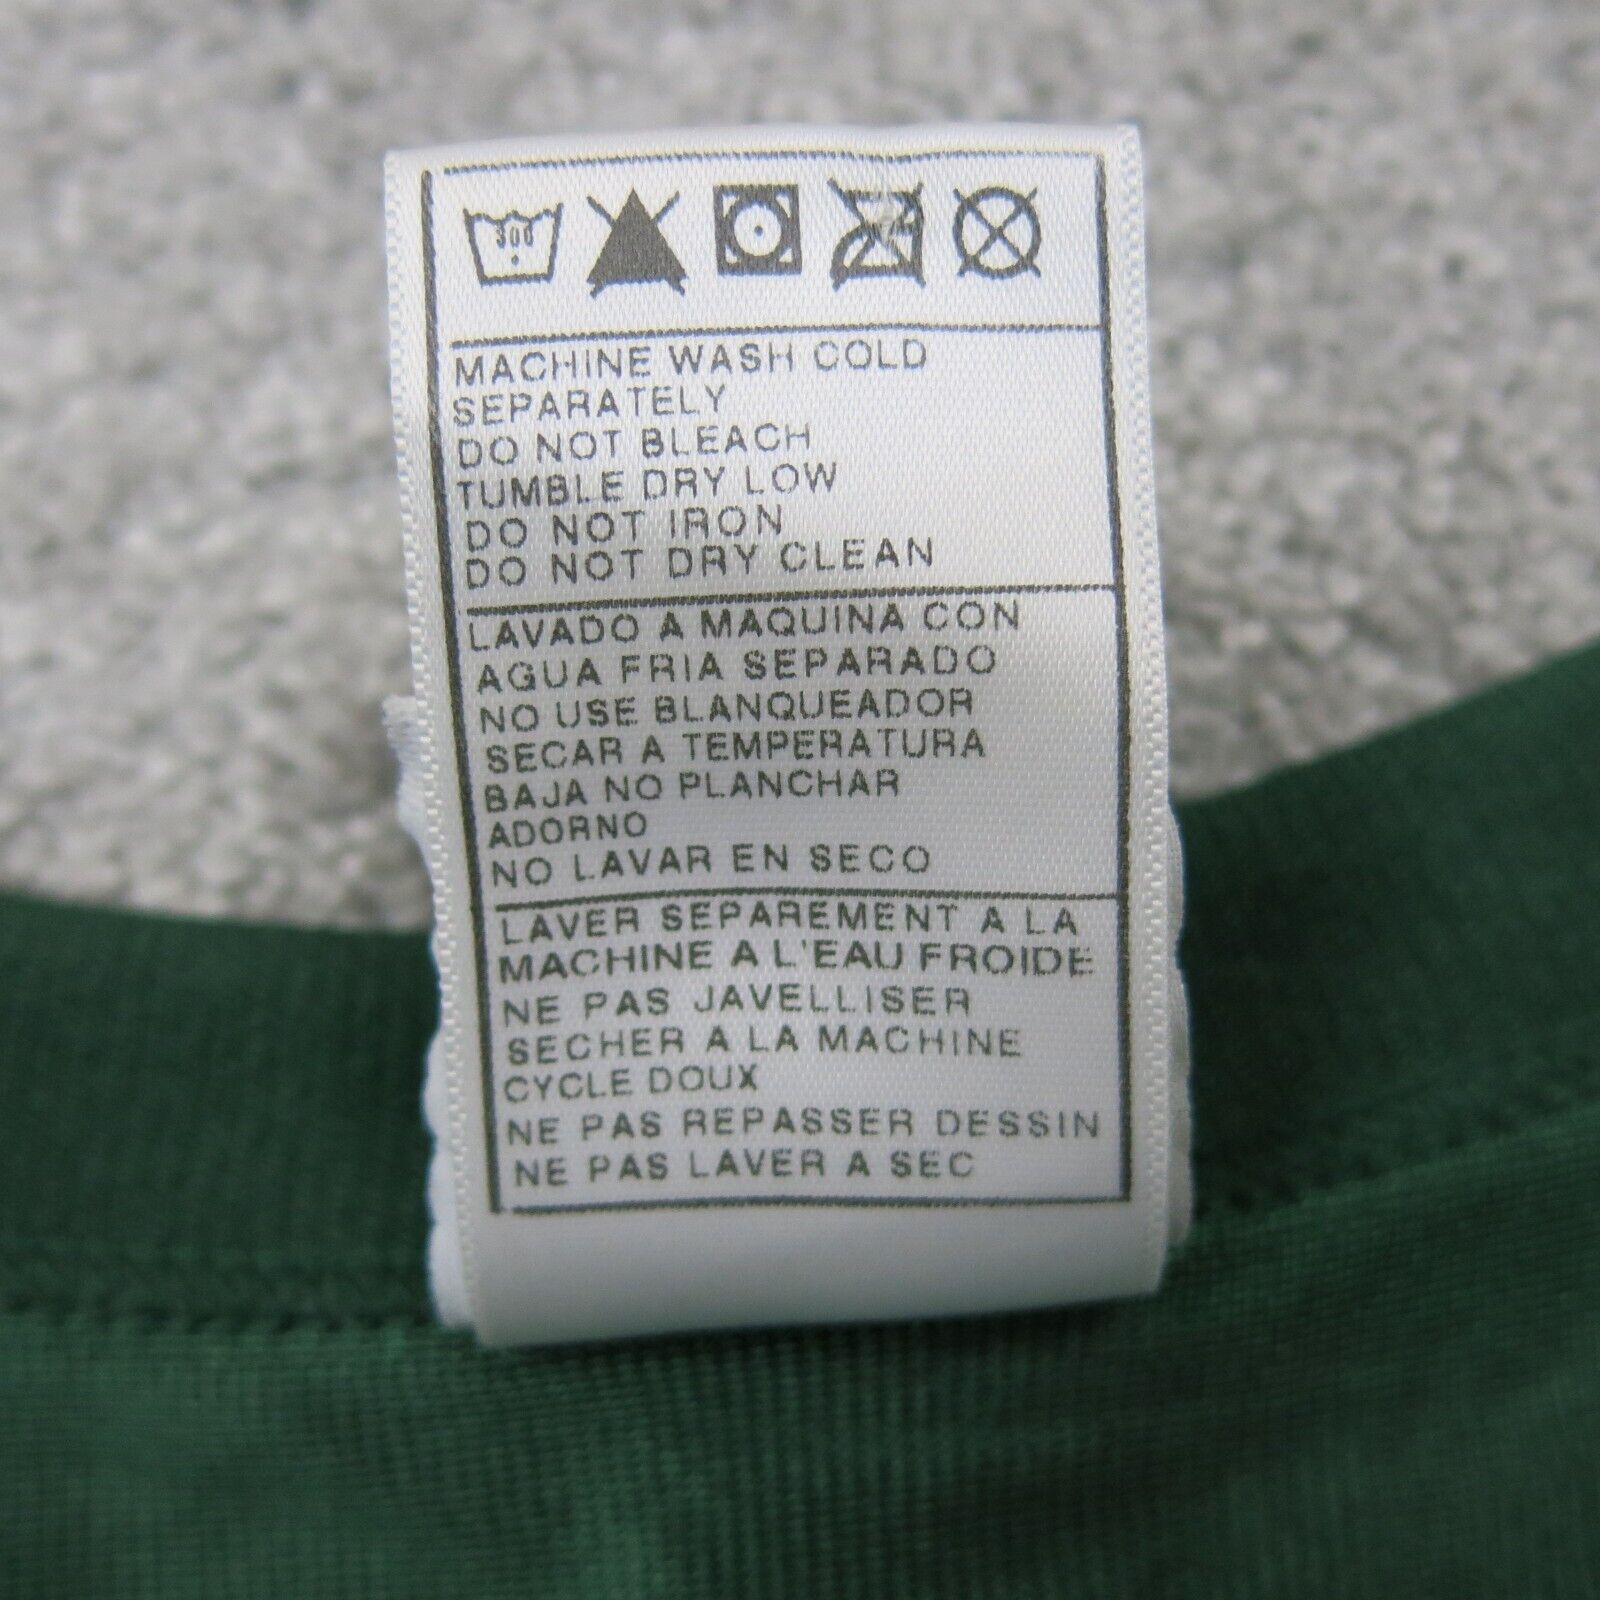 30C
MACHINE WASH COLD
SEPARATELY
DO NOT BLEACH
TUMBLE DRY LOW
DO NOT IRON
DO NOT DRY CLEAN
LAVADO A MAQUINA CON
AGUA FRIA SEPARADO
NO USE BLANQUEADOR
SECAR A TEMPERATURA
BAJA NO PLANCHAR
ADORNO
NO LAVAR EN SECO
LAVER SEPAREMENT A LA
MACHINE A L'EAU FROIDE
NE PAS JAVELLISER
SECHER A LA MACHINE
CYCLE DOUX
NE PAS REPASSER DESSIN
NE PAS LAVER A SEC